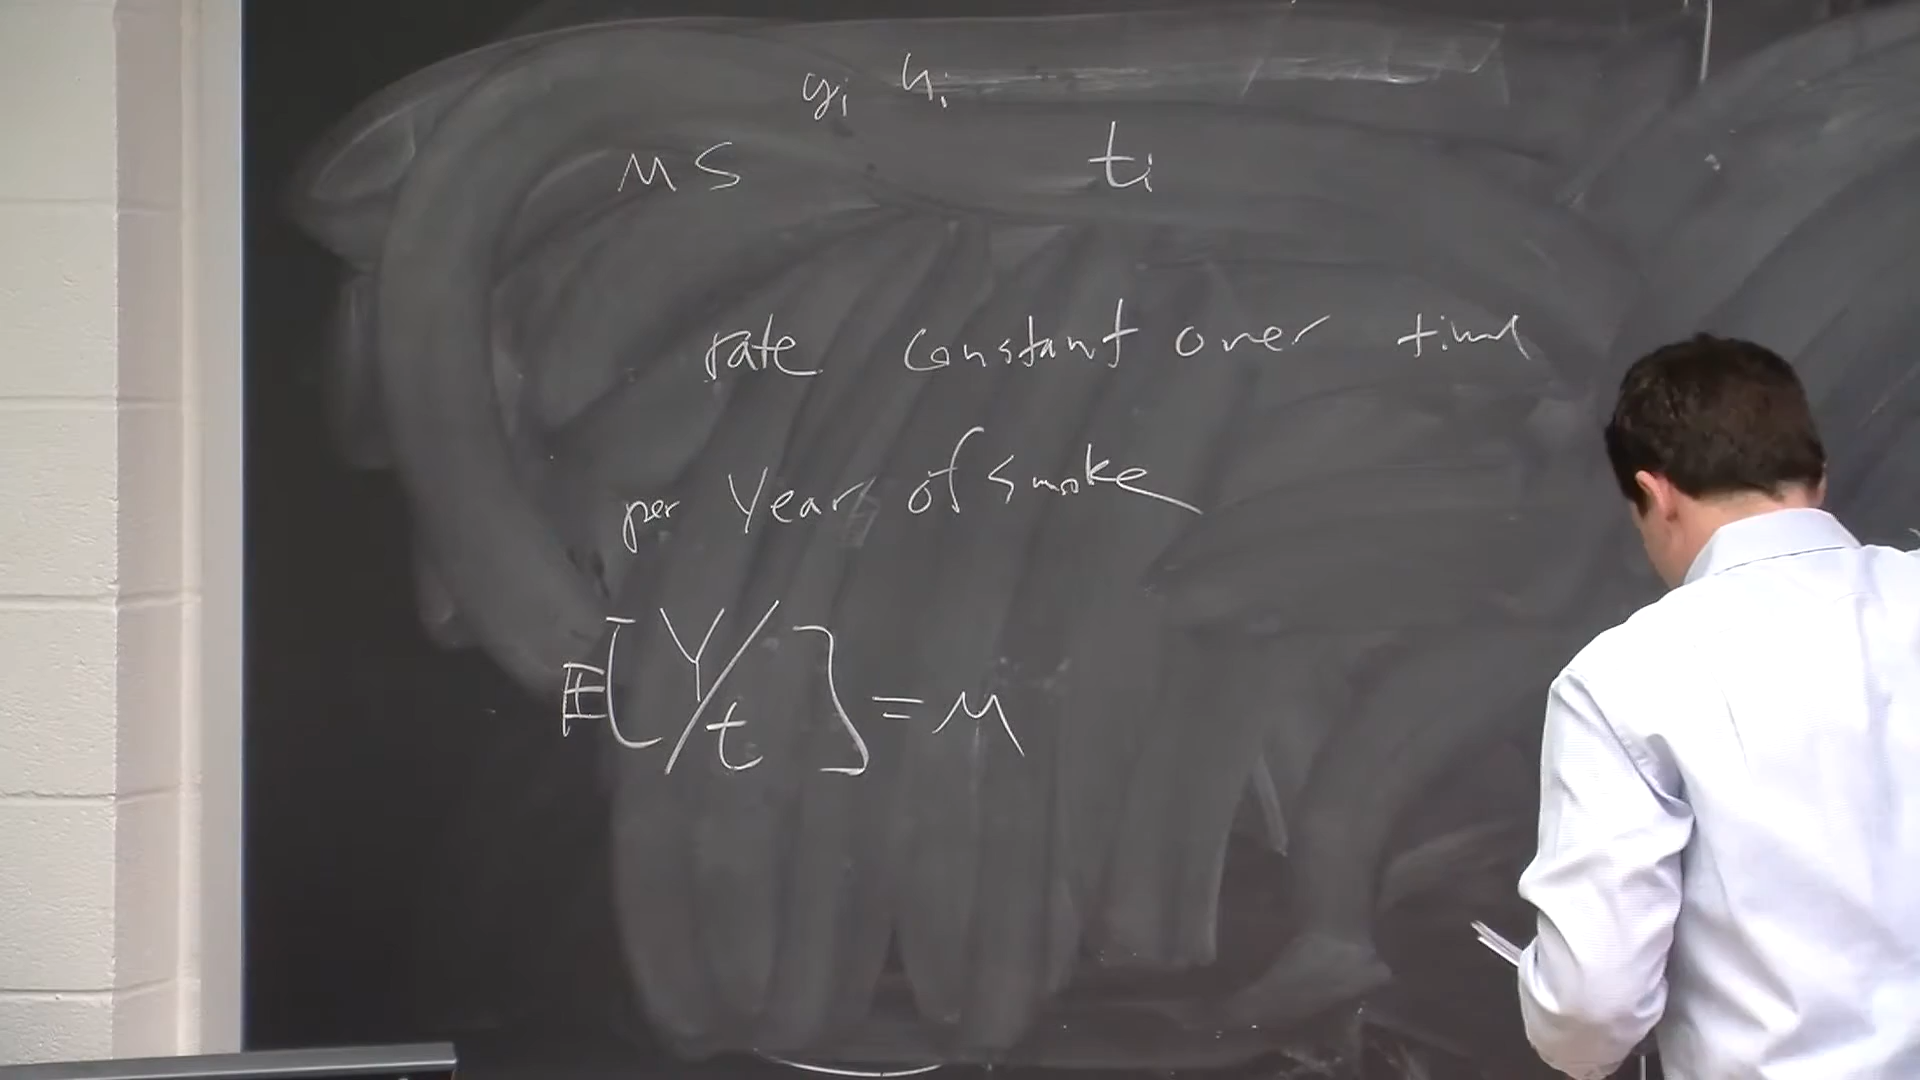 yi hi
MS ti
rate constant over time
per Year of smoke
E[Y/t] = μ